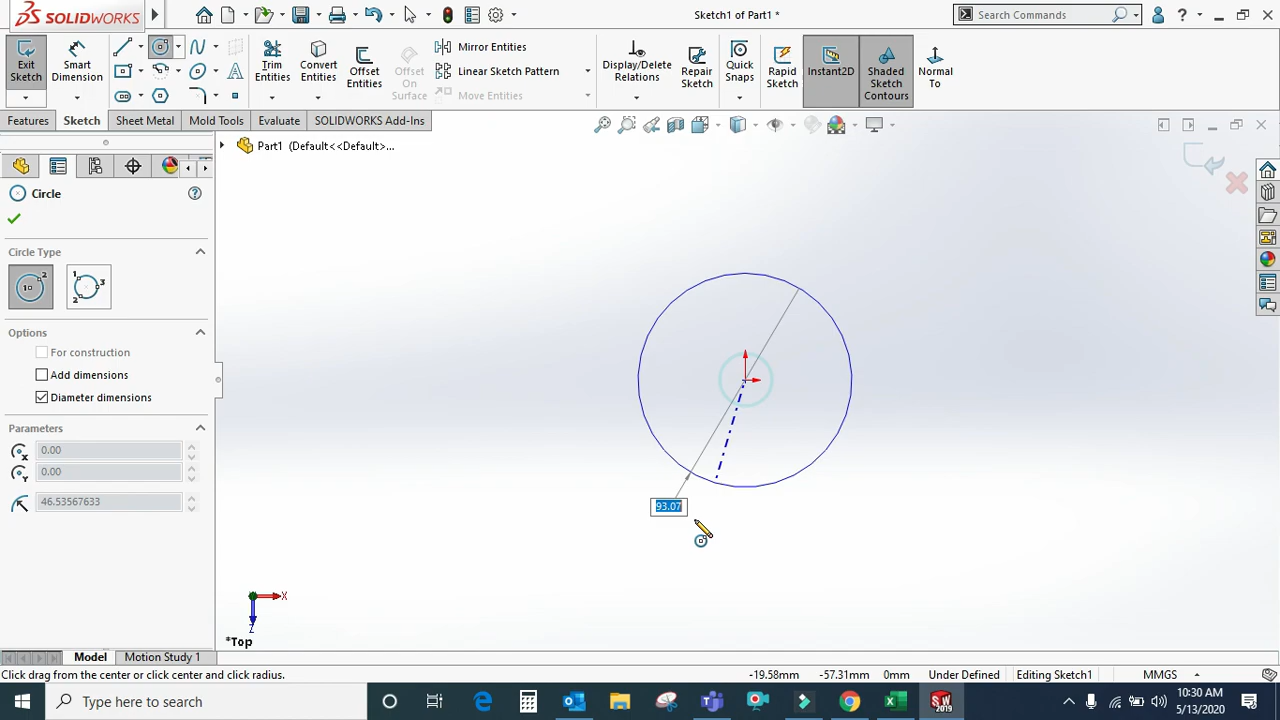 SOLIDWORKS
Sketch1 of Part1 *
Search Commands
Exit Sketch
Smart Dimension
Trim Entities
Convert Entities
Offset Entities
Offset On Surface
Mirror Entities
Linear Sketch Pattern
Move Entities
Display/Delete Relations
Repair Sketch
Quick Snaps
Rapid Sketch
Instant2D
Shaded Sketch Contours
Normal To
Features
Sketch
Sheet Metal
Mold Tools
Evaluate
SOLIDWORKS Add-Ins
Part1 (Default<<Default>...
Circle
Circle Type
Options
For construction
Add dimensions
Diameter dimensions
Parameters
0.00
0.00
46.53567633
93.07
X
Z
*Top
Model
Motion Study 1
Click drag from the center or click center and radius.
-19.58mm
-57.31mm
0mm
Under Defined
Editing Sketch1
MMGS
Type here to search
10:30 AM
5/13/2020